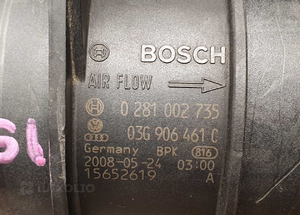 BOSCH
AIR FLOW
0 281 002 735
03G 906 461 C
Germany BPK 816
2008-05-24 03:00
15652619 A